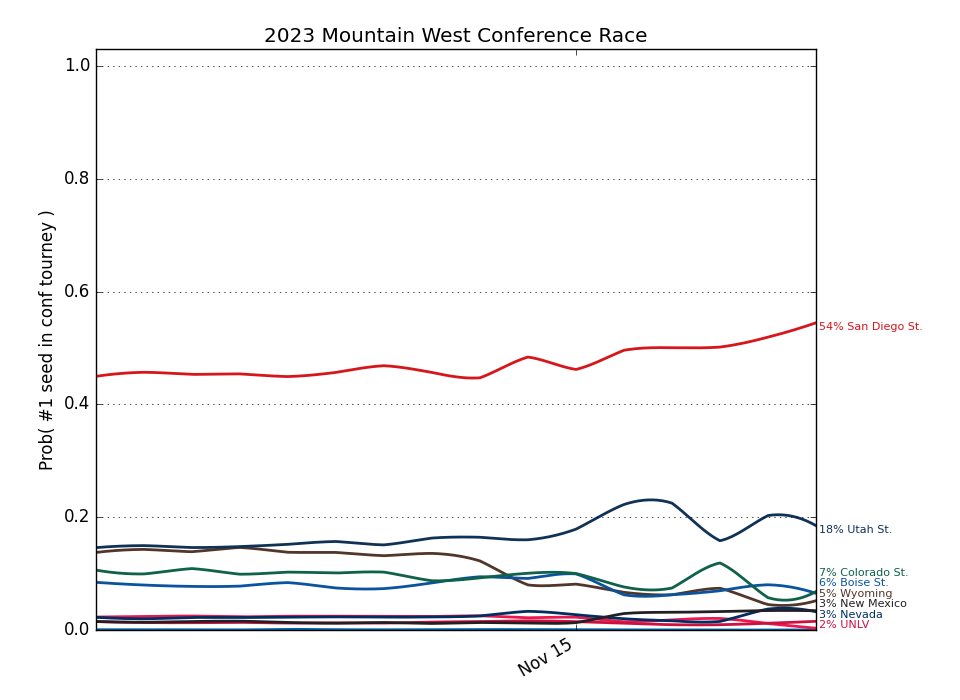 2023 Mountain West Conference Race
Prob( #1 seed in conf tourney )
1.0
0.8
0.6
0.4
0.2
0.0
Nov 15
54% San Diego St.
18% Utah St.
7% Colorado St.
6% Boise St.
5% Wyoming
3% New Mexico
3% Nevada
2% UNLV